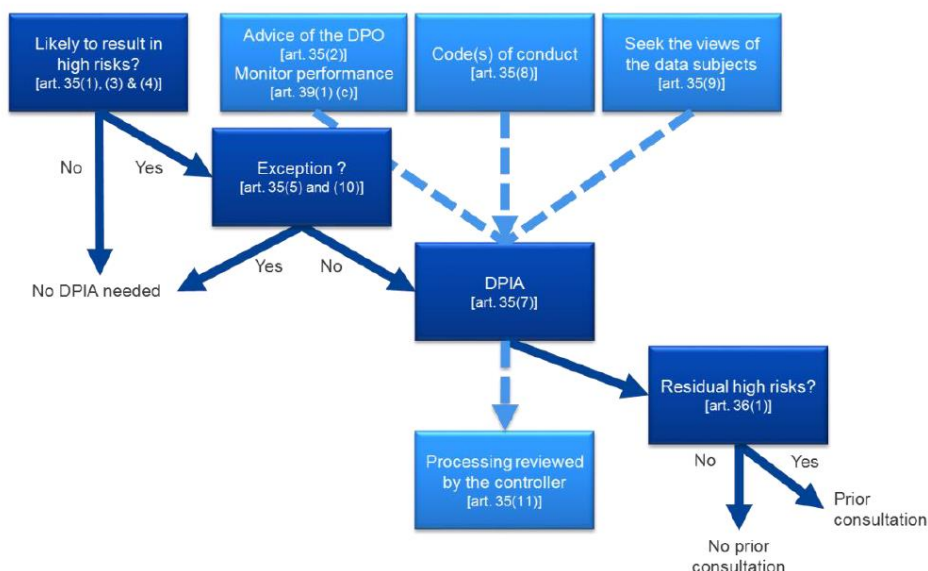 Likely to result in
high risks?
[art. 35(1), (3) & (4)]
Advice of the DPO
[art. 35(2)]
Monitor performance
[art. 39(1) (c)]
Code(s) of conduct
[art. 35(8)]
Seek the views of
the data subjects
[art. 35(9)]
No
Yes
Exception ?
[art. 35(5) and (10)]
Yes
No
No DPIA needed
DPIA
[art. 35(7)]
Residual high risks?
[art. 36(1)]
Processing reviewed
by the controller
[art. 35(11)]
No
Yes
Prior
consultation
No prior
consultation